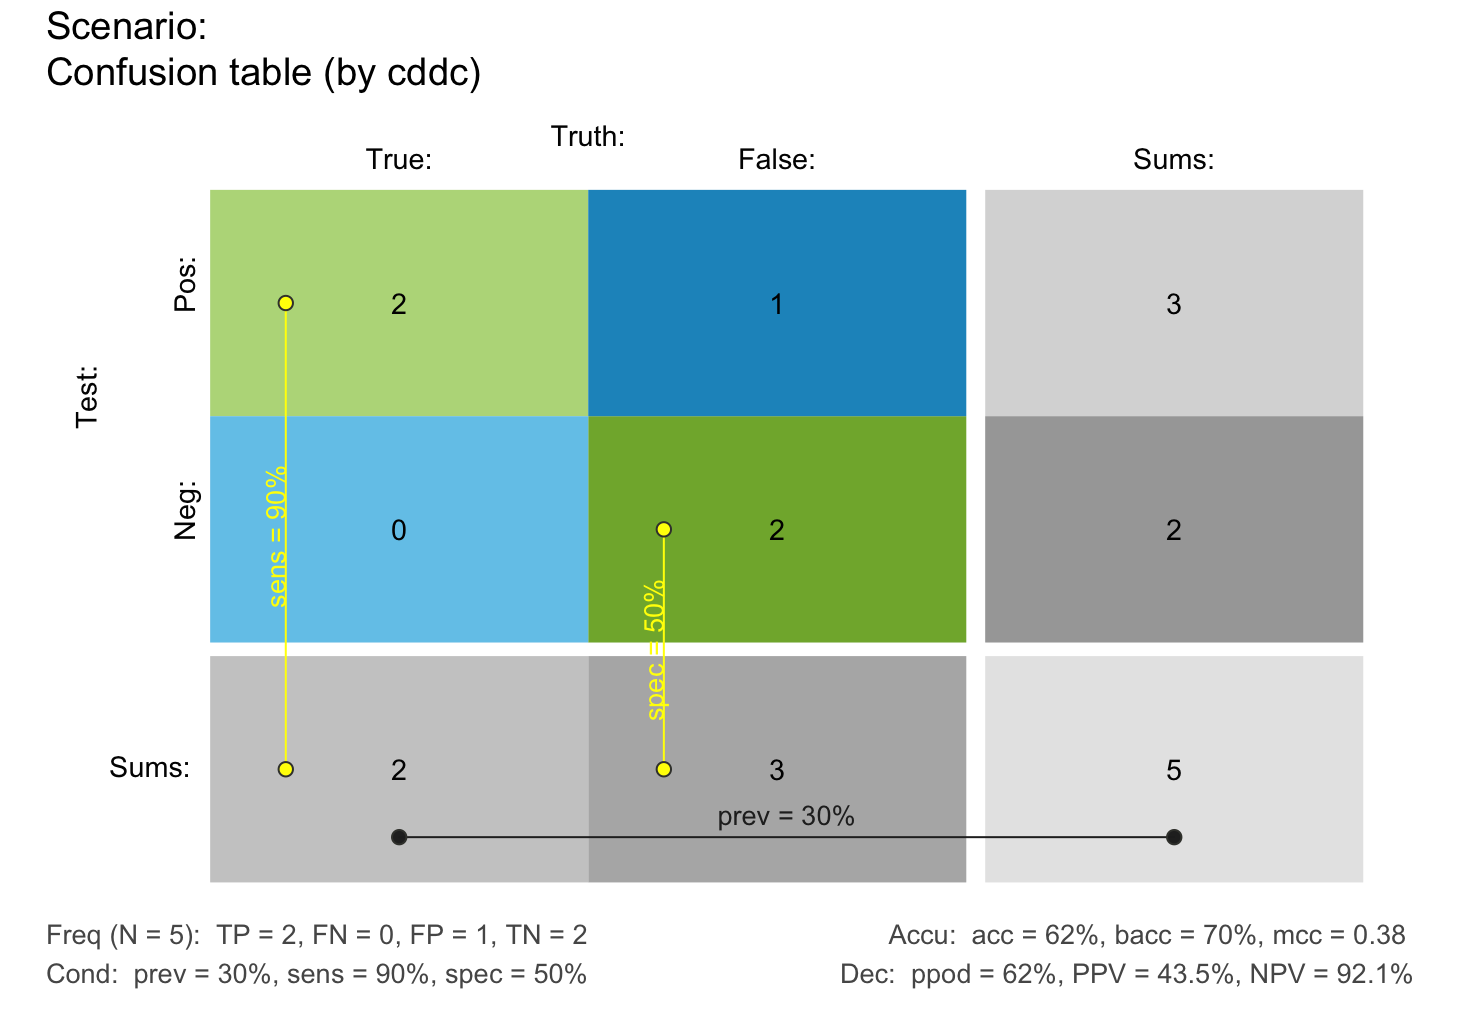 Scenario:
Confusion table (by cddc)
Truth:
True:
False:
Sums:
Test:
Pos:
2
1
3
Neg:
0
2
2
sens = 90%
spec = 50%
Sums:
2
3
5
prev = 30%
Freq (N = 5):  TP = 2, FN = 0, FP = 1, TN = 2
Accu:  acc = 62%, bacc = 70%, mcc = 0.38
Cond:  prev = 30%, sens = 90%, spec = 50%
Dec:  ppod = 62%, PPV = 43.5%, NPV = 92.1%